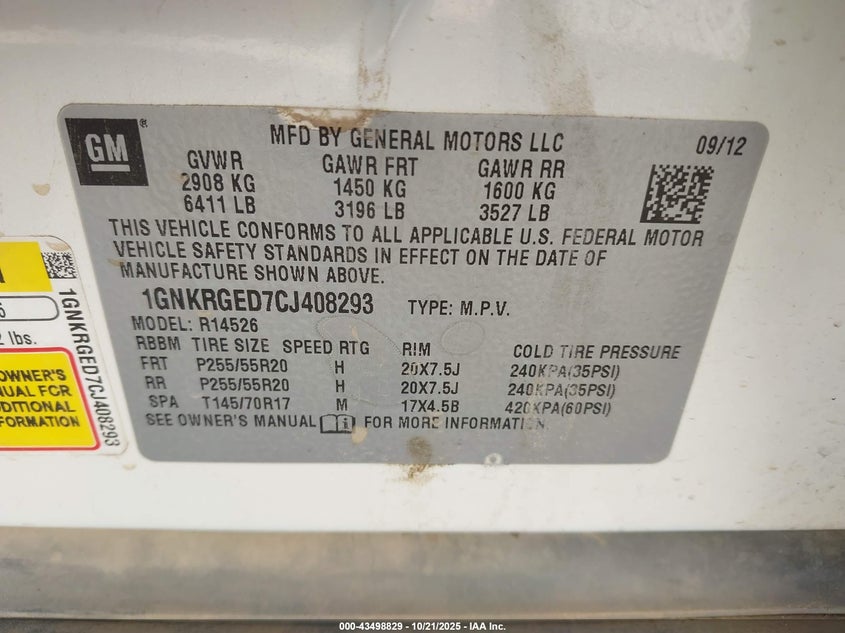 GM
MFD BY GENERAL MOTORS LLC
09/12
GVWR GAWR FRT GAWR RR
2908 KG 1450 KG 1600 KG
6411 LB 3196 LB 3527 LB
THIS VEHICLE CONFORMS TO ALL APPLICABLE U.S. FEDERAL MOTOR
VEHICLE SAFETY STANDARDS IN EFFECT ON THE DATE OF
MANUFACTURE SHOWN ABOVE.
1GNKRGED7CJ408293 TYPE: M.P.V.
MODEL: R14526
RBBM TIRE SIZE SPEED RTG RIM COLD TIRE PRESSURE
FRT P255/55R20 H 20X7.5J 240KPA(35PSI)
RR P255/55R20 H 20X7.5J 240KPA(35PSI)
SPA T145/70R17 M 17X4.5B 420KPA(60PSI)
SEE OWNER'S MANUAL FOR MORE INFORMATION.
lbs.
OWNER'S
FOR
1GNKRGED7CJ408293
000-43498829 - 10/21/2025 - IAA Inc.